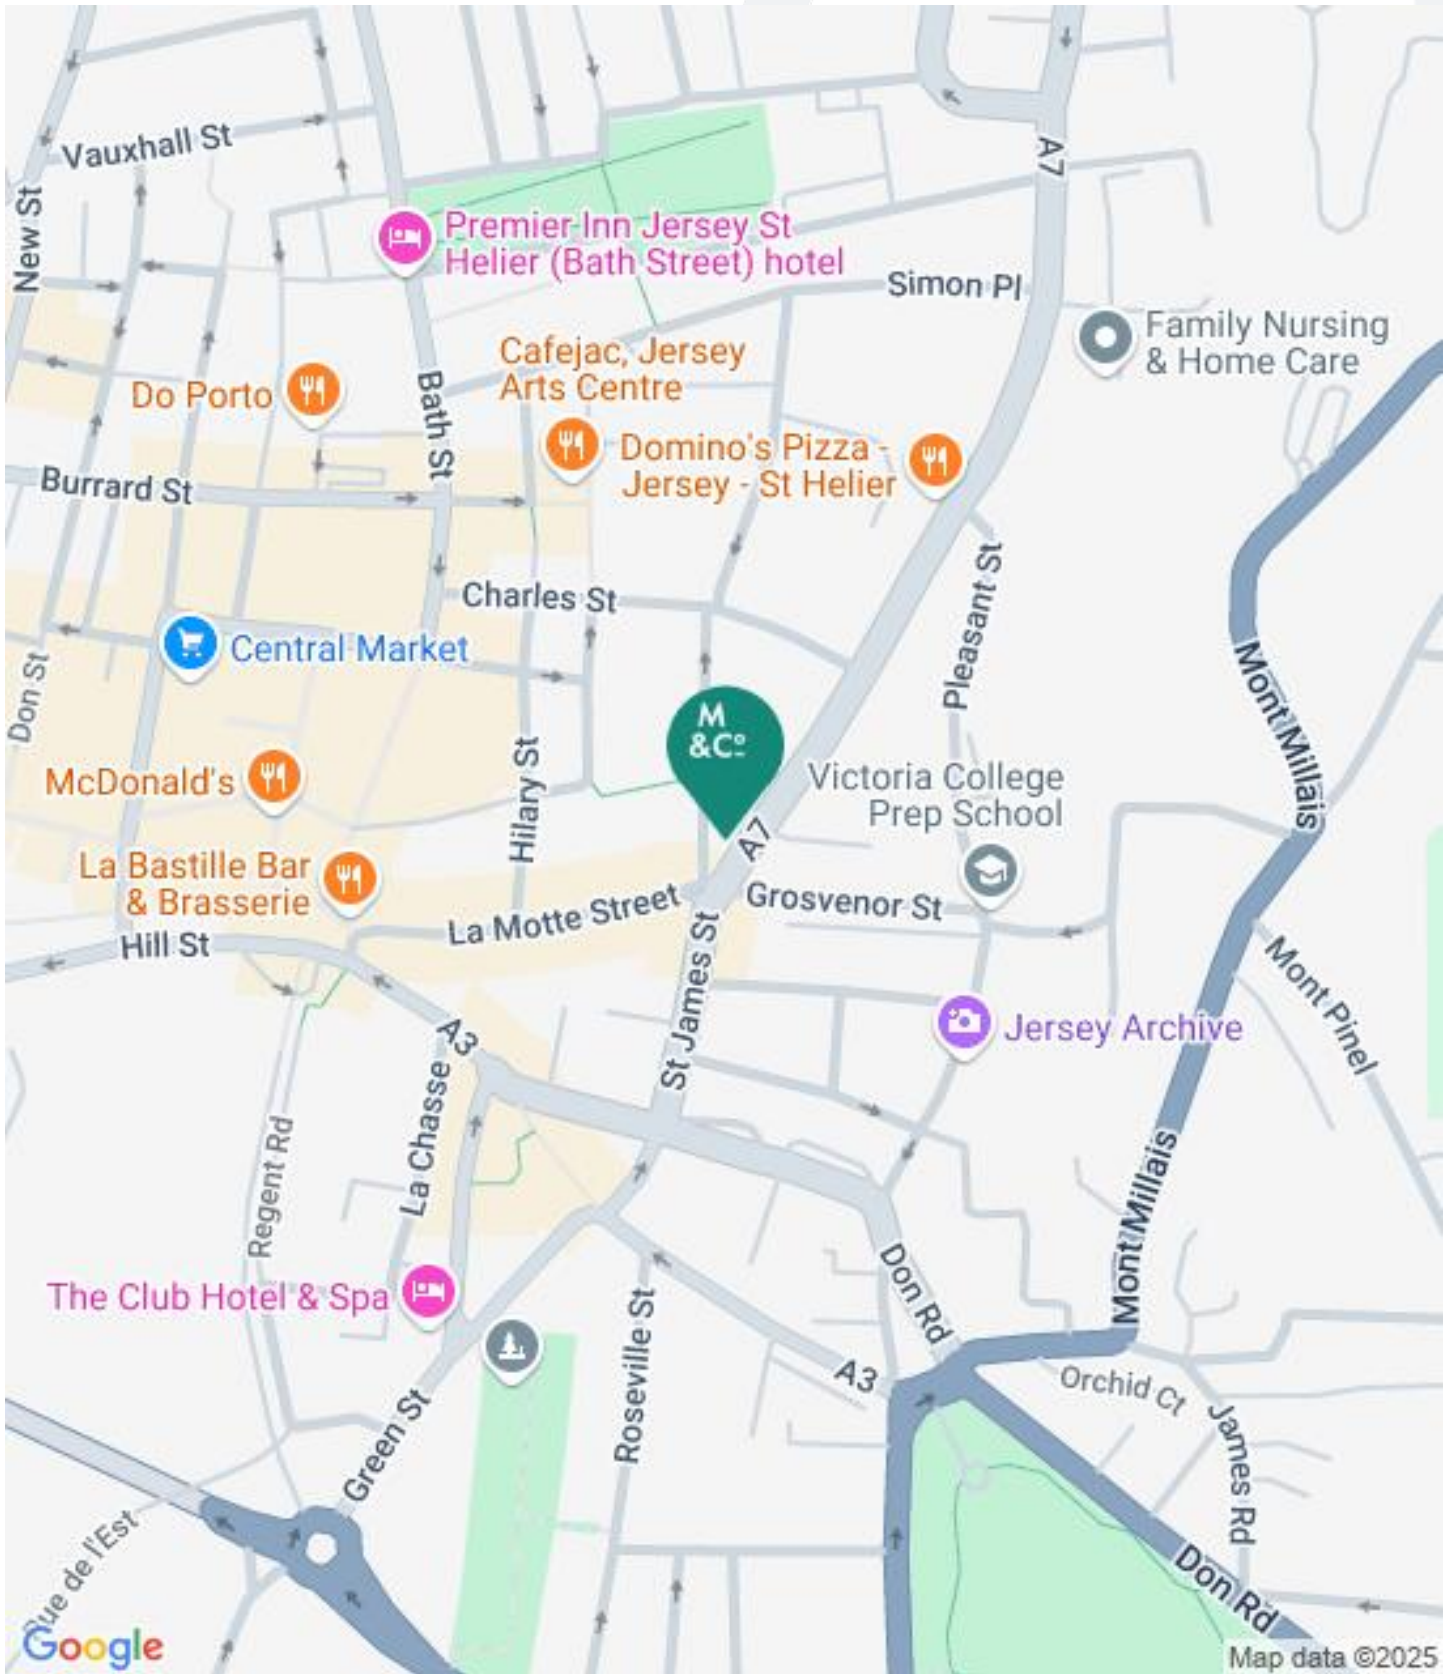 Vauxhall St
New St
A7
Premier Inn Jersey St
Helier (Bath Street) hotel
Simon Pl
Family Nursing
& Home Care
Cafejac, Jersey
Arts Centre
Do Porto
Bath St
Domino's Pizza -
Jersey - St Helier
Burrard St
Pleasant St
Charles St
Central Market
Don St
Mont Millais
M
&Cº
McDonald's
Hilary St
Victoria College
Prep School
A7
La Bastille Bar
& Brasserie
La Motte Street
Grosvenor St
Hill St
St James St
Mont Pinel
A3
Jersey Archive
La Chasse
Regent Rd
Mont Millais
The Club Hotel & Spa
Don Rd
Roseville St
A3
Orchid Ct
Green St
James Rd
Rue de l'Est
Don Rd
Google
Map data ©2025